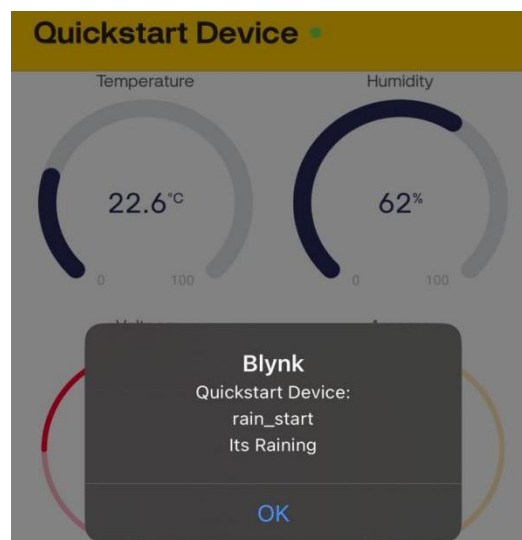 Quickstart Device
Temperature Humidity
22.6°C 62%
0 100 0 100
Blynk
Quickstart Device:
rain_start
Its Raining
OK